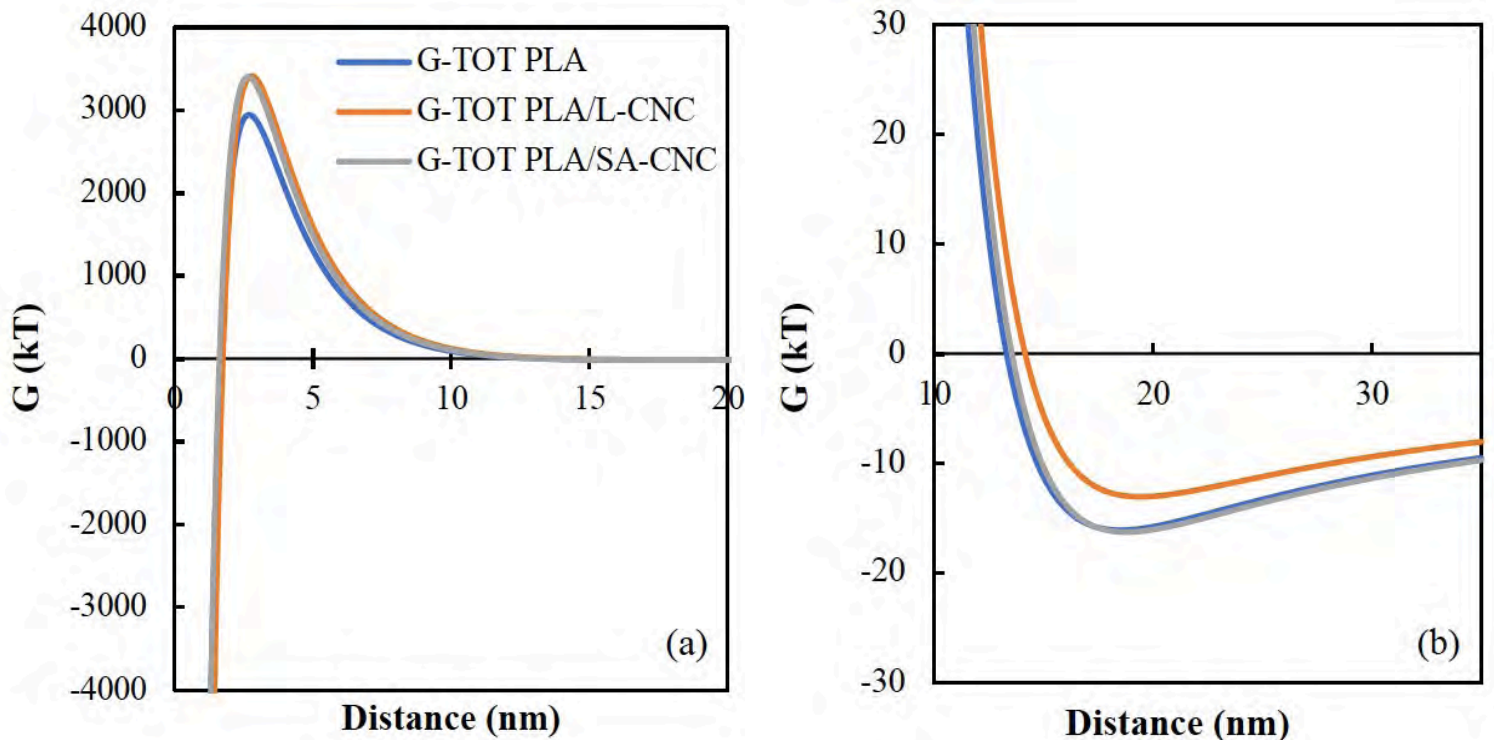 4000
3000
2000
1000
0
-1000
-2000
-3000
-4000
G (kT)
G-TOT PLA
G-TOT PLA/L-CNC
G-TOT PLA/SA-CNC
0 5 10 15 20
(a)
Distance (nm)
30
20
10
0
-10
-20
-30
G (kT)
10 20 30
(b)
Distance (nm)